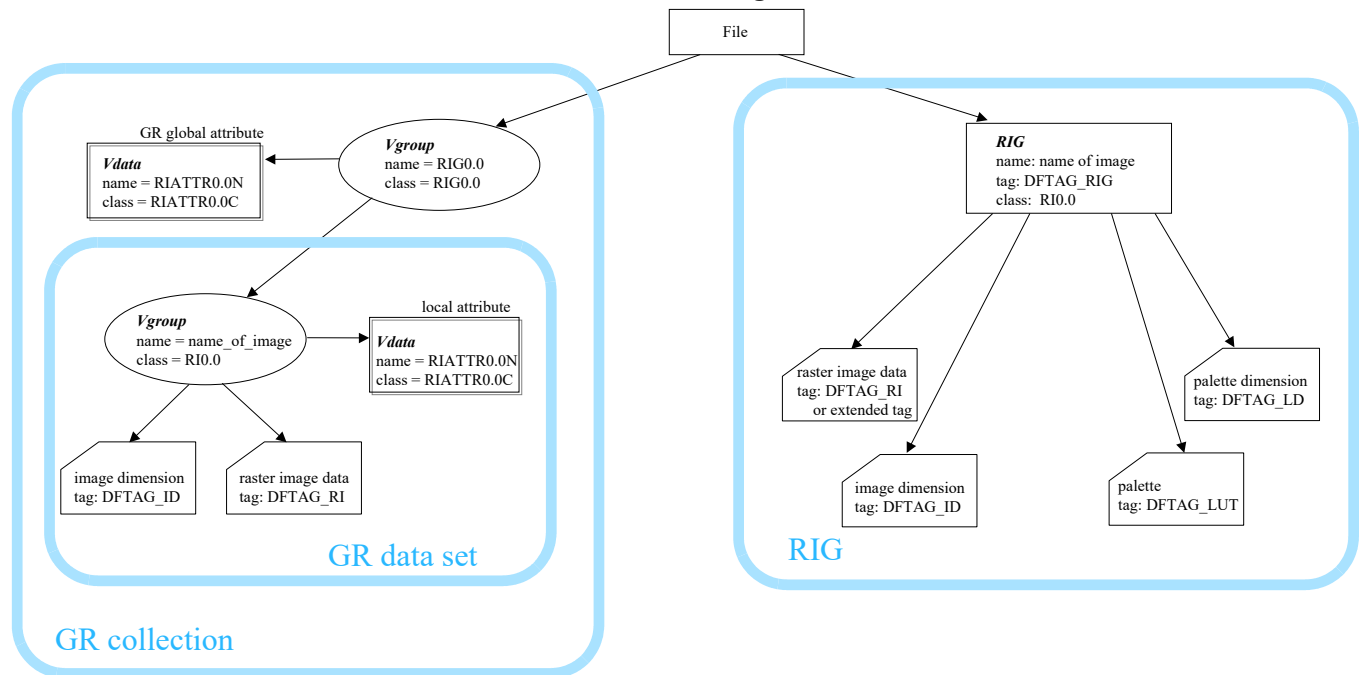 File
GR global attribute
Vdata
name = RIATTR0.0N
class = RIATTR0.0C
Vgroup
name = RIG0.0
class = RIG0.0
local attribute
Vgroup
name = name_of_image
class = RI0.0
Vdata
name = RIATTR0.0N
class = RIATTR0.0C
image dimension
tag: DFTAG_ID
raster image data
tag: DFTAG_RI
GR data set
GR collection
RIG
name: name of image
tag: DFTAG_RIG
class: RI0.0
raster image data
tag: DFTAG_RI
or extended tag
palette dimension
tag: DFTAG_LD
image dimension
tag: DFTAG_ID
palette
tag: DFTAG_LUT
RIG